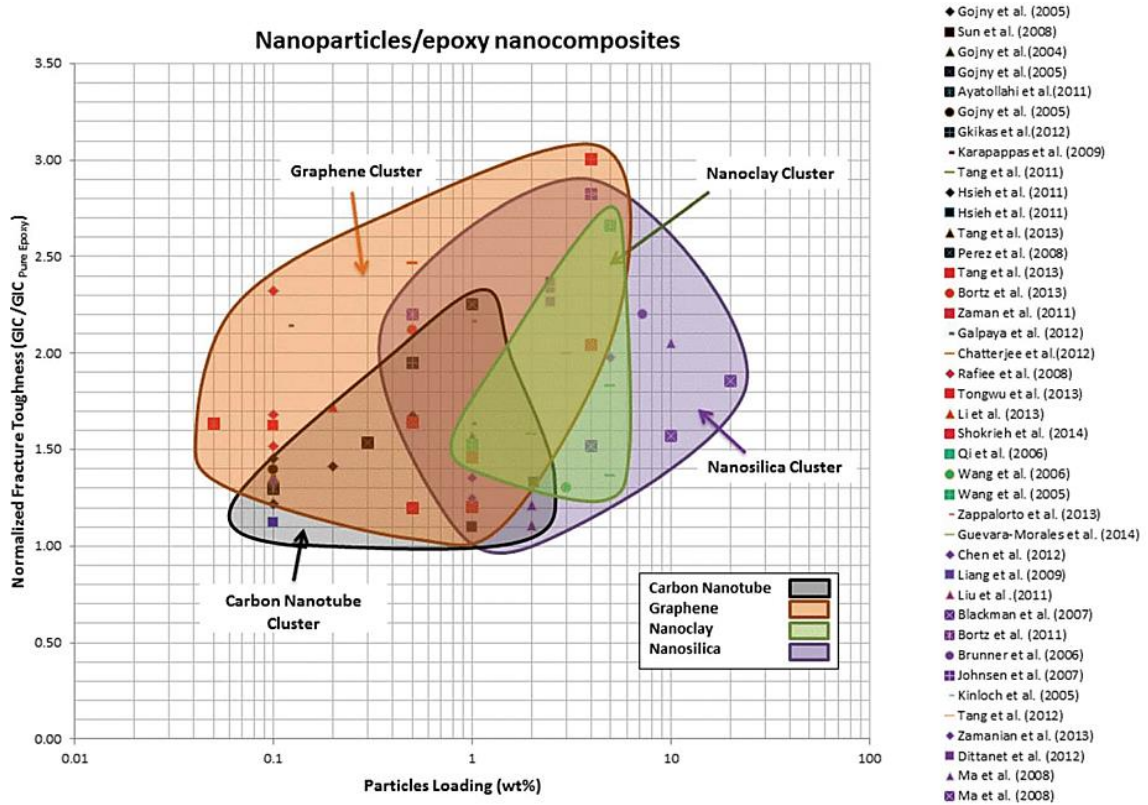 Nanoparticles/epoxy nanocomposites
3.50
3.00
2.50
2.00
1.50
1.00
0.50
0.00
0.01
0.1
1
10
100
Normalized Fracture Toughness (GIC /GIC Pure Epoxy)
Particles Loading (wt%)
Graphene Cluster
Nanoclay Cluster
Nanosilica Cluster
Carbon Nanotube
Cluster
Carbon Nanotube
Graphene
Nanoclay
Nanosilica
Gojny et al. (2005)
Sun et al. (2008)
Gojny et al. (2004)
Gojny et al.(2005)
Ayatollahi et al.(2011)
Gojny et al. (2005)
Gkikas et al.(2012)
Karapappas et al. (2009)
Tang et al. (2011)
Hsieh et al. (2011)
Hsieh et al. (2011)
Tang et al. (2013)
Perez et al. (2008)
Tang et al. (2013)
Bortz et al. (2013)
Zaman et al. (2011)
Galpaya et al. (2012)
Chatterjee et al.(2012)
Rafiee et al. (2008)
Tongwu et al. (2013)
Li et al. (2013)
Shokrieh et al. (2014)
Qi et al. (2006)
Wang et al. (2006)
Wang et al. (2005)
Zappalorto et al. (2013)
Guevara-Morales et al. (2014)
Chen et al. (2012)
Liang et al. (2009)
Liu et al .(2011)
Blackman et al. (2007)
Bortz et al. (2011)
Brunner et al. (2006)
Johnsen et al. (2007)
Kinloch et al. (2005)
Tang et al. (2012)
Zamanian et al. (2013)
Dittanet et al. (2012)
Ma et al. (2008)
Ma et al. (2008)